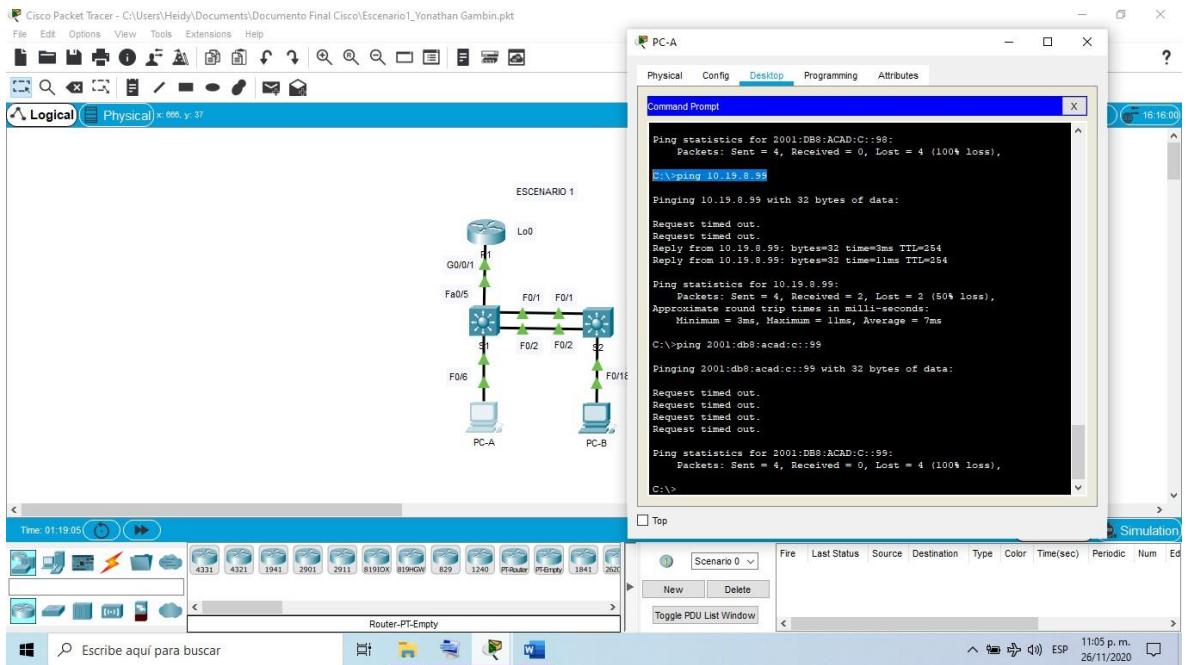 Cisco Packet Tracer - C:\Users\Heidy\Documents\Documento Final Cisco\Escenario1_Yonathan Gambin.pkt
File Edit Options View Tools Extensions Help
?
Logical
Physical
x: 666, y: 37
16:16:00
ESCENARIO 1
Lo0
R1
G0/0/1
Fa0/5
F0/1 F0/1
S1
F0/2 F0/2
S2
F0/6
F0/18
PC-A
PC-B
PC-A
Physical Config Desktop Programming Attributes
Command Prompt
X
Ping statistics for 2001:DB8:ACAD:C::98:
Packets: Sent = 4, Received = 0, Lost = 4 (100% loss),
C:\>ping 10.19.8.99
Pinging 10.19.8.99 with 32 bytes of data:
Request timed out.
Request timed out.
Reply from 10.19.8.99: bytes=32 time=3ms TTL=254
Reply from 10.19.8.99: bytes=32 time=11ms TTL=254
Ping statistics for 10.19.8.99:
Packets: Sent = 4, Received = 2, Lost = 2 (50% loss),
Approximate round trip times in milli-seconds:
Minimum = 3ms, Maximum = 11ms, Average = 7ms
C:\>ping 2001:db8:acad:c::99
Pinging 2001:db8:acad:c::99 with 32 bytes of data:
Request timed out.
Request timed out.
Request timed out.
Request timed out.
Ping statistics for 2001:DB8:ACAD:C::99:
Packets: Sent = 4, Received = 0, Lost = 4 (100% loss),
C:\>
Top
Time: 01:19:05
Simulation
4331 4321 1941 2901 2911 819IOX 819HGW 829 1240 PT-Router PT-Empty 1841 2620
Router-PT-Empty
Scenario 0
New Delete
Toggle PDU List Window
Fire Last Status Source Destination Type Color Time(sec) Periodic Num Ed
Escribe aquí para buscar
ESP
11:05 p. m.
26/11/2020